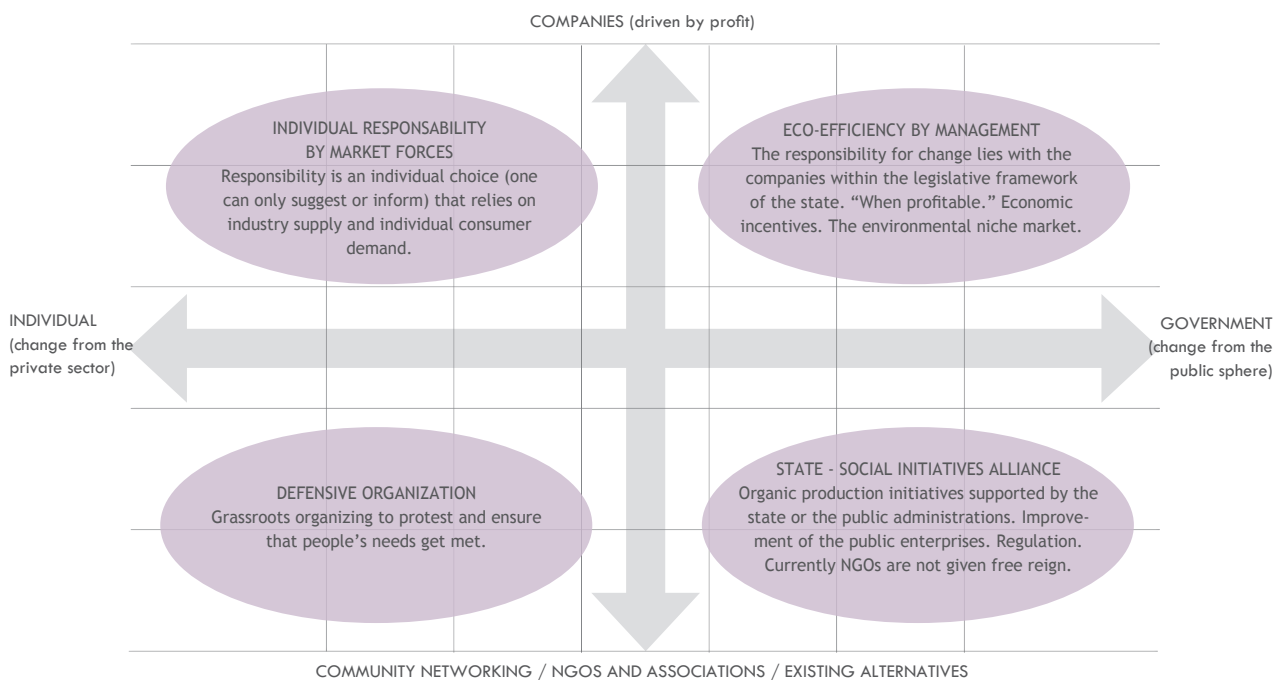 COMPANIES (driven by profit)
INDIVIDUAL RESPONSABILITY
BY MARKET FORCES
Responsibility is an individual choice (one
can only suggest or inform) that relies on
industry supply and individual consumer
demand.
ECO-EFFICIENCY BY MANAGEMENT
The responsibility for change lies with the
companies within the legislative framework
of the state. “When profitable.” Economic
incentives. The environmental niche market.
INDIVIDUAL
(change from the
private sector)
GOVERNMENT
(change from the
public sphere)
DEFENSIVE ORGANIZATION
Grassroots organizing to protest and ensure
that people’s needs get met.
STATE - SOCIAL INITIATIVES ALLIANCE
Organic production initiatives supported by the
state or the public administrations. Improve-
ment of the public enterprises. Regulation.
Currently NGOs are not given free reign.
COMMUNITY NETWORKING / NGOS AND ASSOCIATIONS / EXISTING ALTERNATIVES